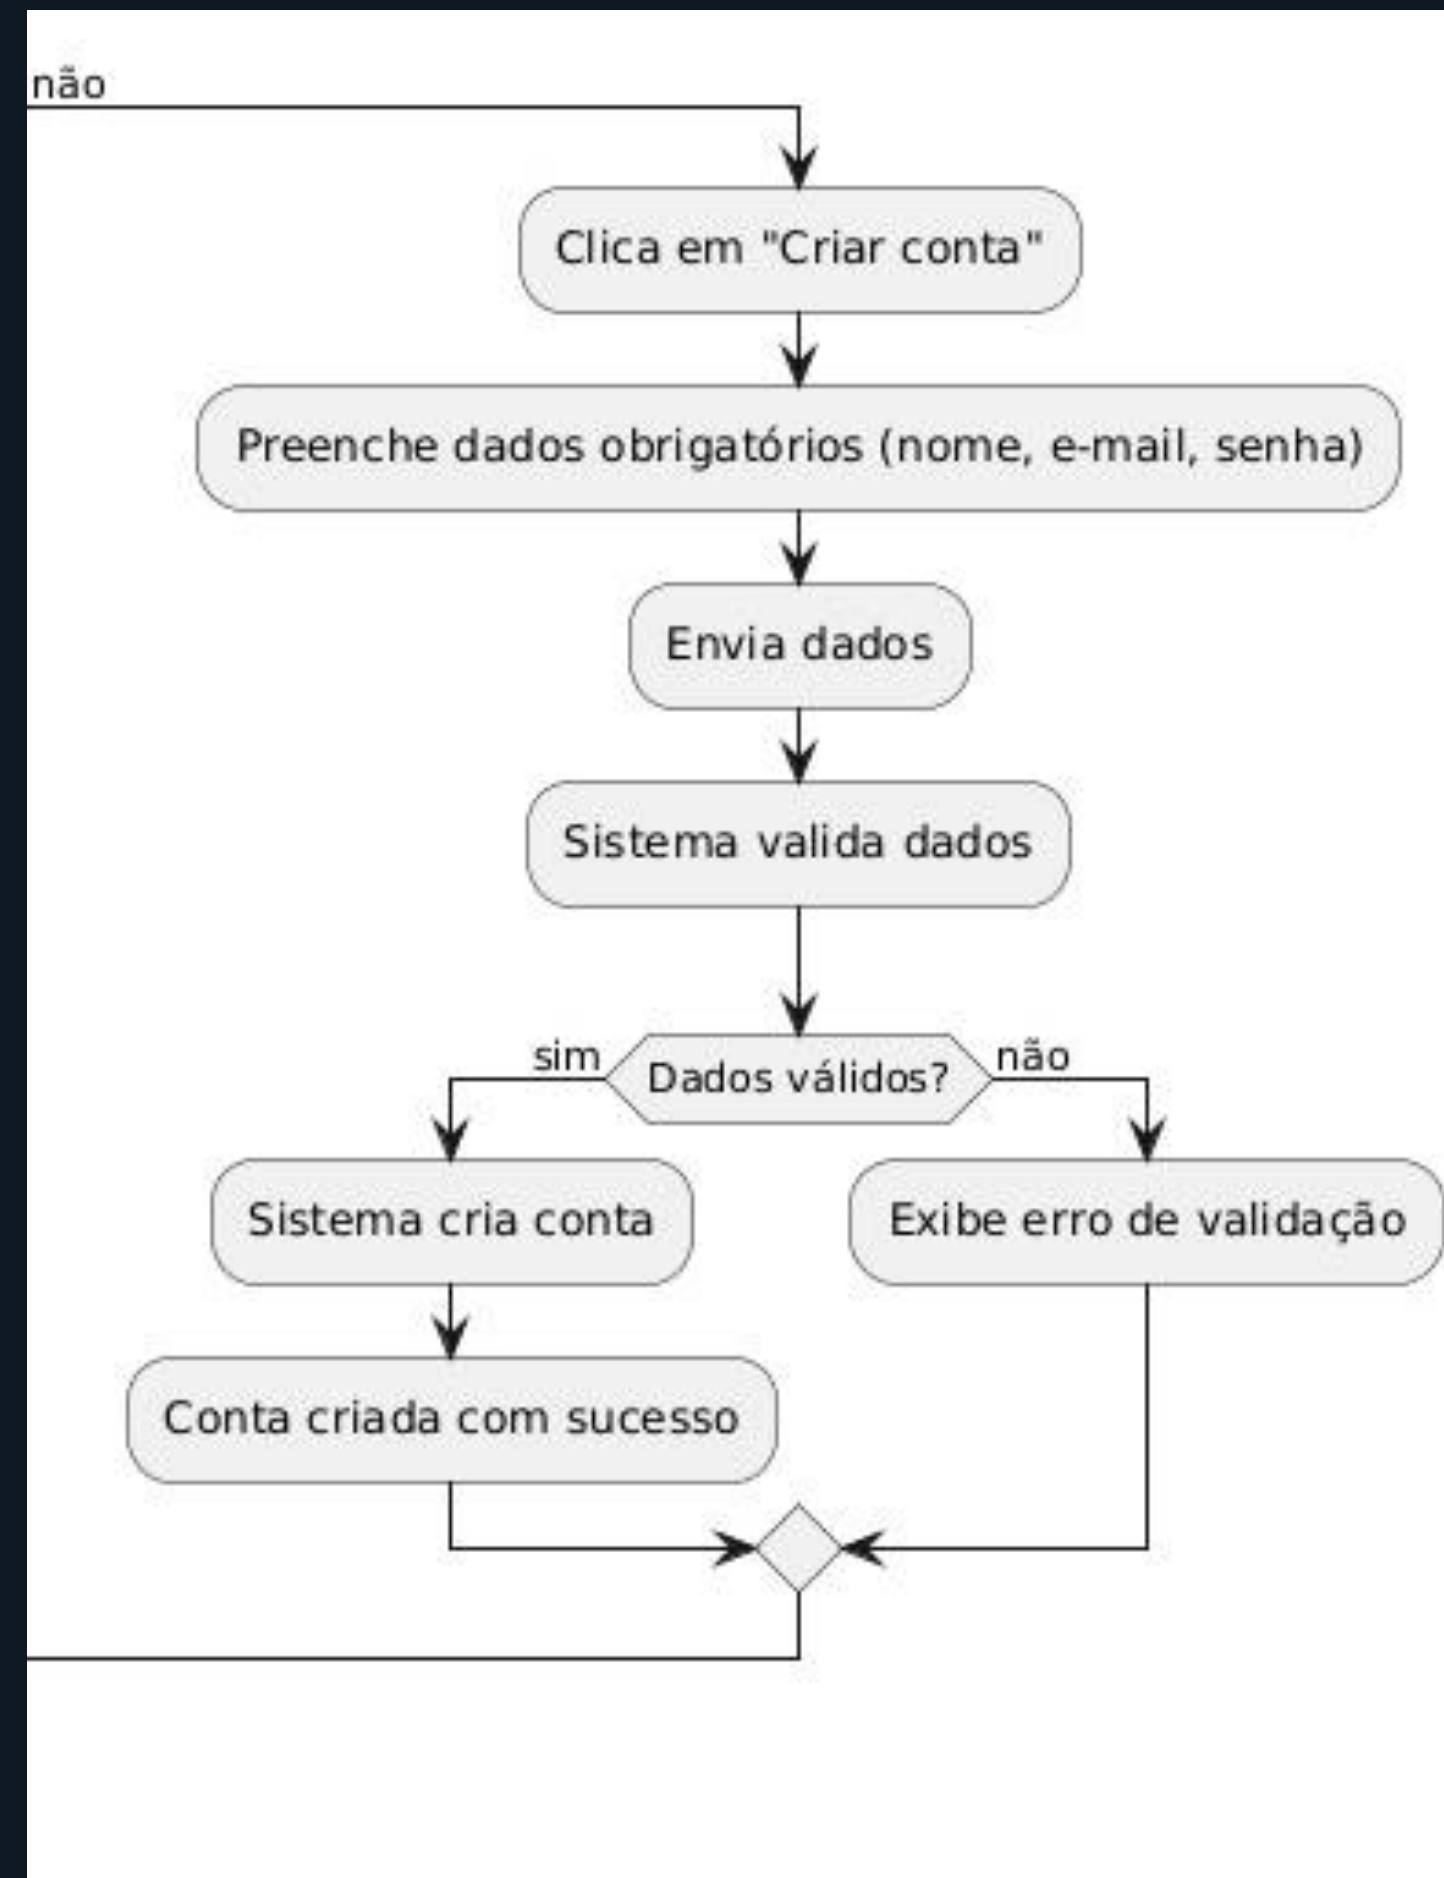 não
Clica em "Criar conta"
Preenche dados obrigatórios (nome, e-mail, senha)
Envia dados
Sistema valida dados
sim
Dados válidos?
não
Sistema cria conta
Exibe erro de validação
Conta criada com sucesso